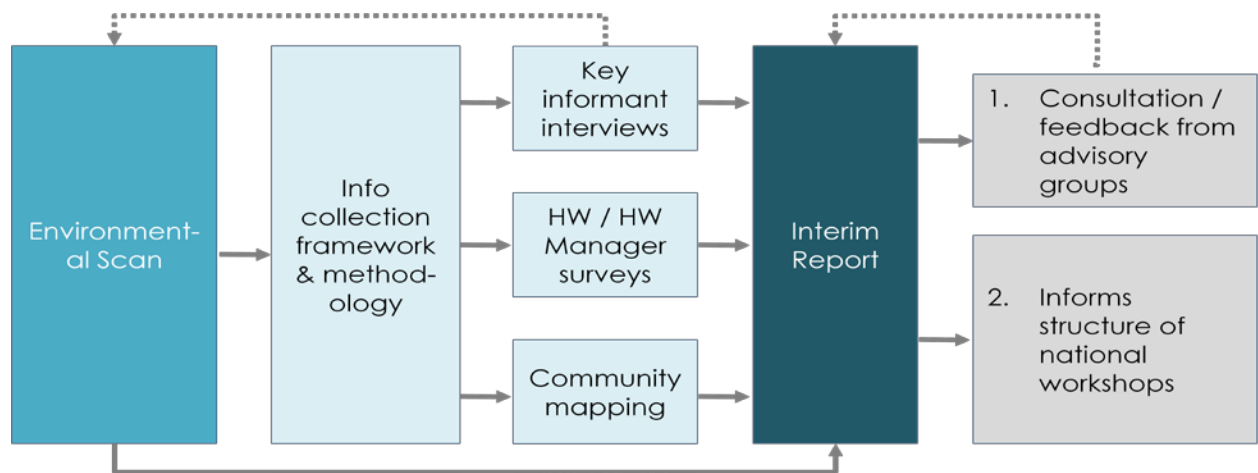 Environment-
al Scan
Info
collection
framework
& method-
ology
Key
informant
interviews
HW / HW
Manager
surveys
Community
mapping
Interim
Report
1. Consultation /
feedback from
advisory
groups
2. Informs
structure of
national
workshops